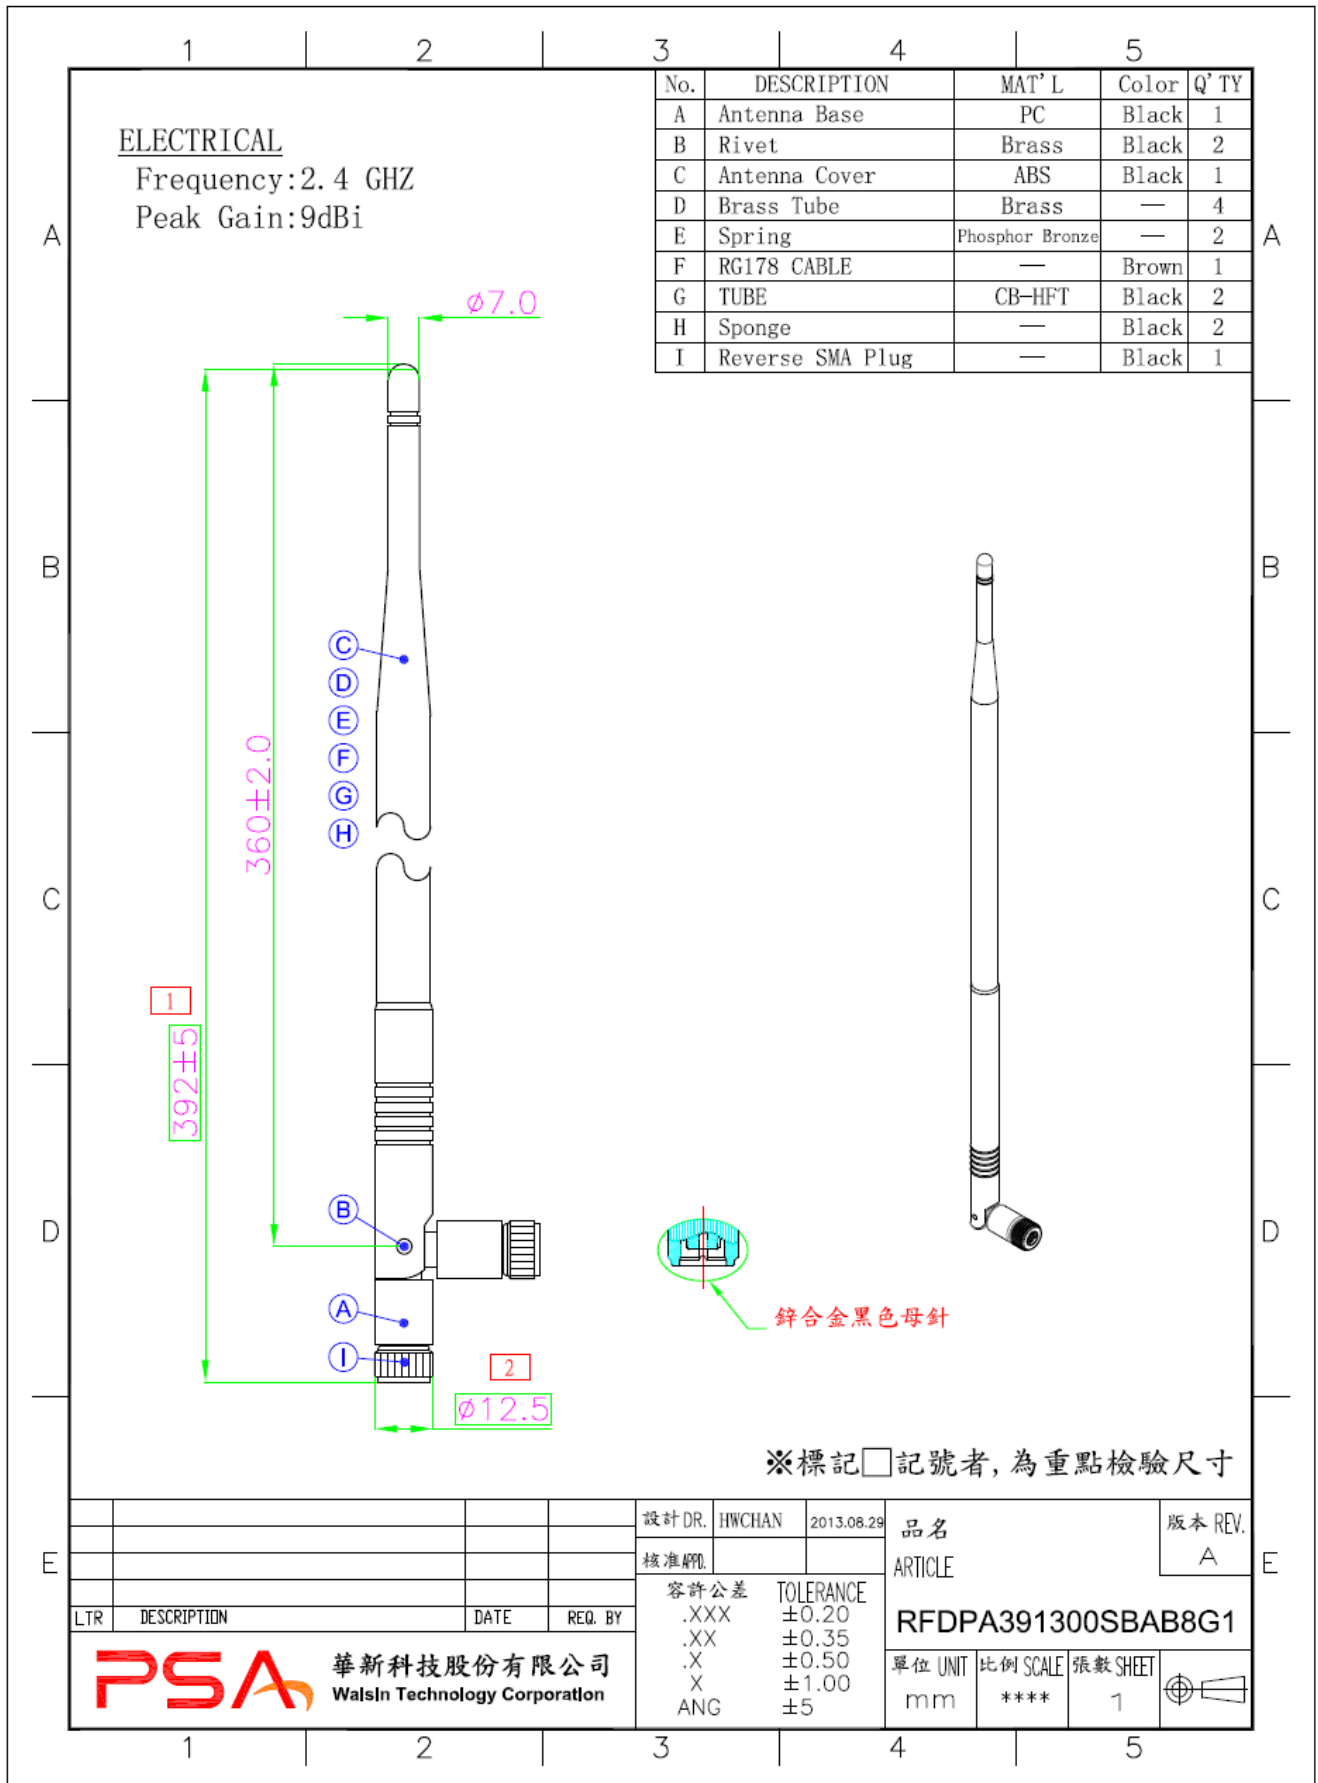 1 2 3 4 5
No. DESCRIPTION MAT'L Color Q'TY
A Antenna Base PC Black 1
B Rivet Brass Black 2
C Antenna Cover ABS Black 1
D Brass Tube Brass — 4
E Spring Phosphor Bronze — 2
F RG178 CABLE — Brown 1
G TUBE CB-HFT Black 2
H Sponge — Black 2
I Reverse SMA Plug — Black 1
ELECTRICAL
Frequency:2.4 GHZ
Peak Gain:9dBi
A A
ø7.0
B B
C
D
E
F
G
H
360±2.0
C C
1
392±5
B
D D
A
I
2
ø12.5
鋅合金黑色母針
※標記□記號者,為重點檢驗尺寸
設計DR. HWCHAN 2013.08.29
核准APPD.
品名
ARTICLE
版本 REV.
A
E E
容許公差 TOLERANCE
.XXX ±0.20
.XX ±0.35
.X ±0.50
X ±1.00
ANG ±5
RFDPA391300SBAB8G1
LTR DESCRIPTION DATE REQ. BY
PSA
華新科技股份有限公司
Walsin Technology Corporation
單位 UNIT
mm
比例 SCALE
****
張數 SHEET
1
1 2 3 4 5